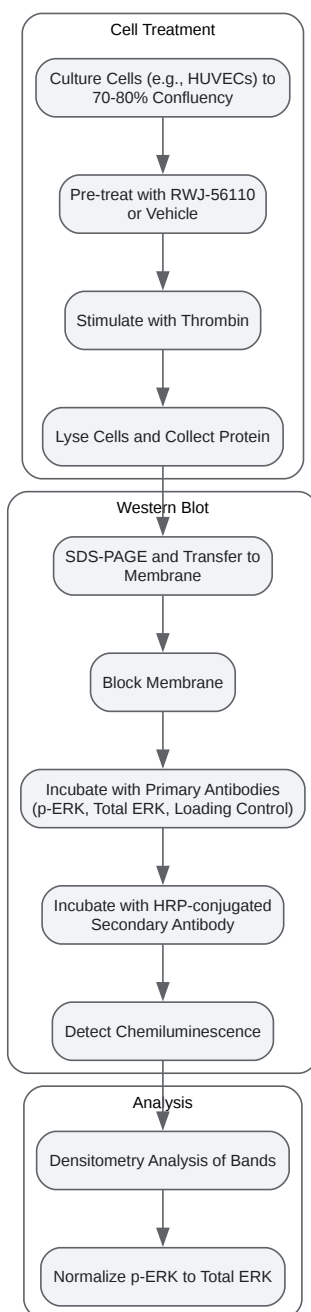 Cell Treatment
Culture Cells (e.g., HUVECs) to
70-80% Confluency
Pre-treat with RWJ-56110
or Vehicle
Stimulate with Thrombin
Lyse Cells and Collect Protein
Western Blot
SDS-PAGE and Transfer to
Membrane
Block Membrane
Incubate with Primary Antibodies
(p-ERK, Total ERK, Loading Control)
Incubate with HRP-conjugated
Secondary Antibody
Detect Chemiluminescence
Analysis
Densitometry Analysis of Bands
Normalize p-ERK to Total ERK